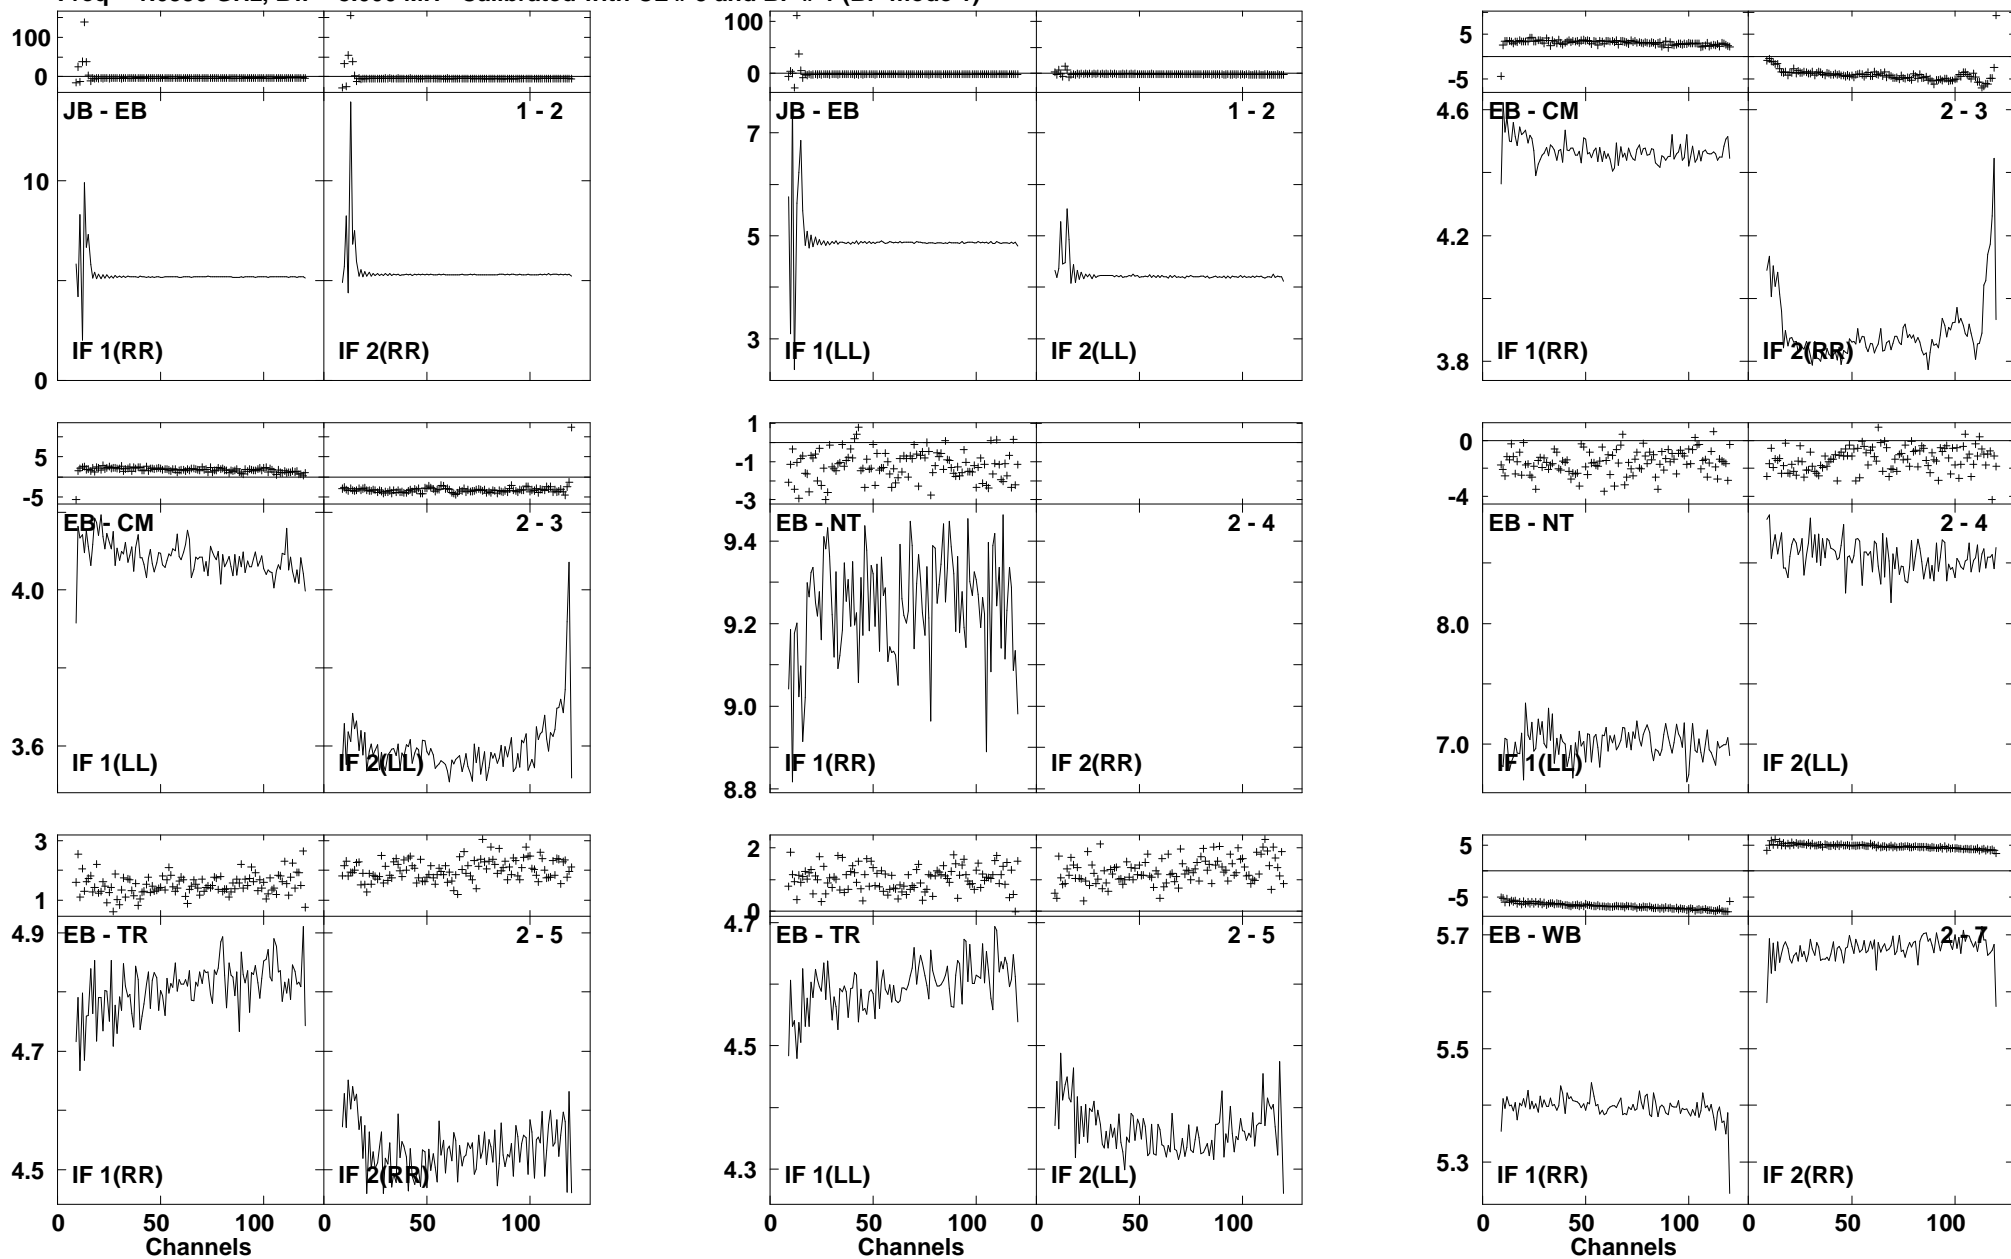 100
0
JB - EB
1 - 2
10
0
IF 1(RR)
IF 2(RR)
100
0
JB - EB
1 - 2
7
5
3
IF 1(LL)
IF 2(LL)
5
-5
EB - CM
2 - 3
4.6
4.2
3.8
IF 1(RR)
IF 2(RR)
5
-5
EB - CM
2 - 3
4.0
3.6
IF 1(LL)
IF 2(LL)
1
-1
-3
EB - NT
2 - 4
9.4
9.2
9.0
8.8
IF 1(RR)
IF 2(RR)
0
-4
EB - NT
2 - 4
8.0
7.0
IF 1(LL)
IF 2(LL)
3
1
EB - TR
2 - 5
4.9
4.7
4.5
IF 1(RR)
IF 2(RR)
0 50 100 0 50 100
Channels
2
0
EB - TR
2 - 5
4.7
4.5
4.3
IF 1(LL)
IF 2(LL)
0 50 100 0 50 100
Channels
5
-5
EB - WB
2 - 7
5.7
5.5
5.3
IF 1(RR)
IF 2(RR)
0 50 100 0 50 100
Channels